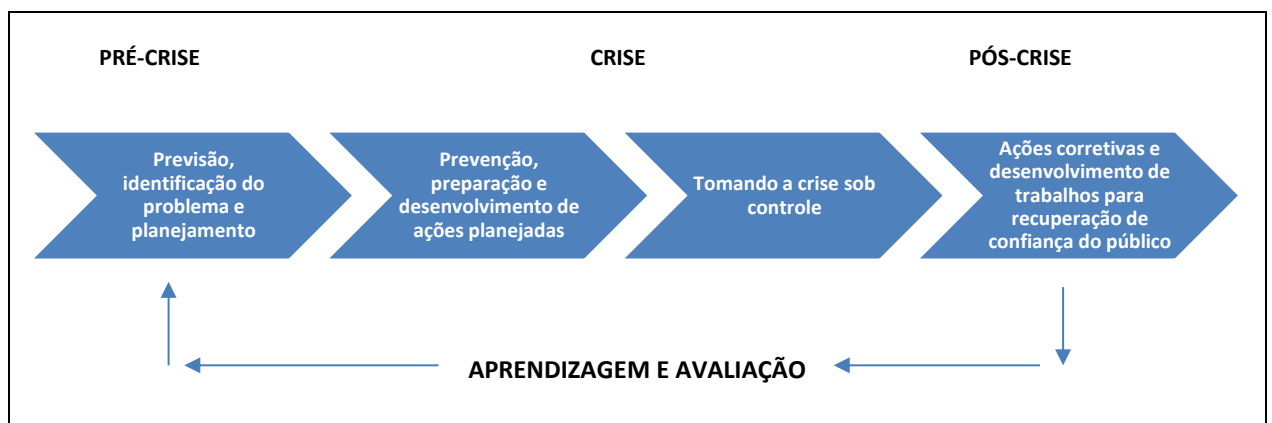 PRÉ-CRISE
CRISE
PÓS-CRISE
Previsão,
identificação do
problema e
planejamento
Prevenção,
preparação e
desenvolvimento de
ações planejadas
Tomando a crise sob
controle
Ações corretivas e
desenvolvimento de
trabalhos para
recuperação de
confiança do público
APRENDIZAGEM E AVALIAÇÃO